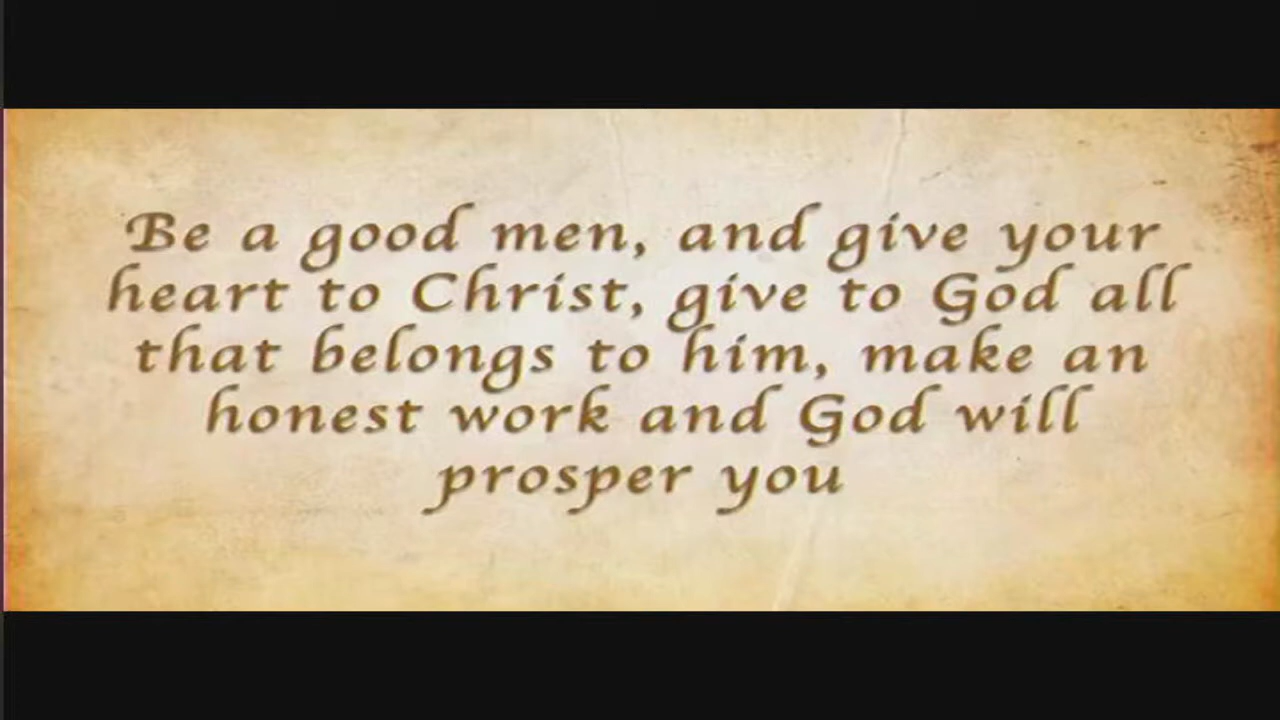 Be a good men, and give your
heart to Christ, give to God all
that belongs to him, make an
honest work and God will
prosper you